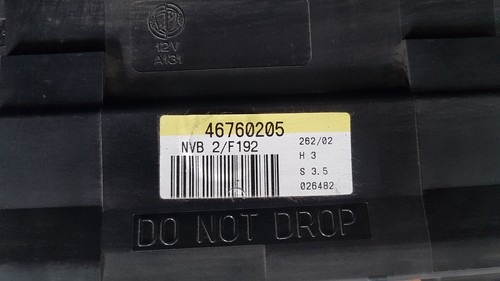 12V
A131
46760205
NVB 2/F192
262/02
H 3
S 3.5
026482
DO NOT DROP